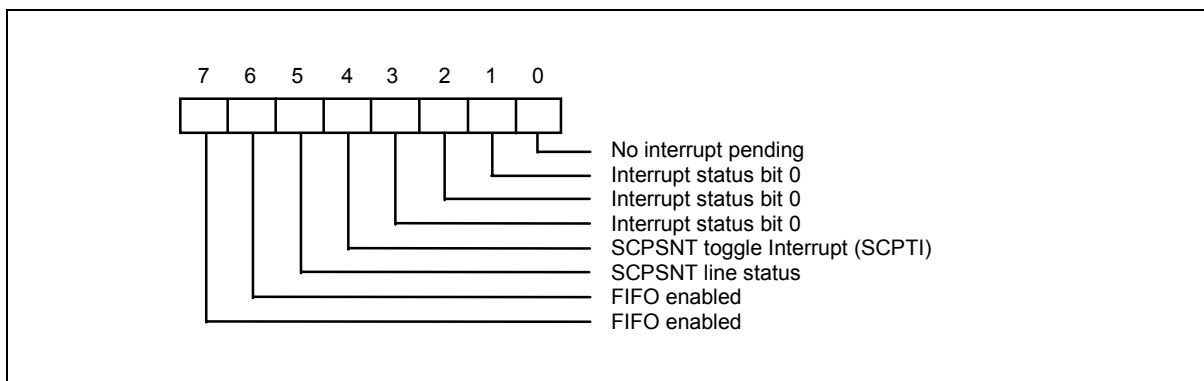 7 6 5 4 3 2 1 0
No interrupt pending
Interrupt status bit 0
Interrupt status bit 0
Interrupt status bit 0
SCPSNT toggle Interrupt (SCPTI)
SCPSNT line status
FIFO enabled
FIFO enabled